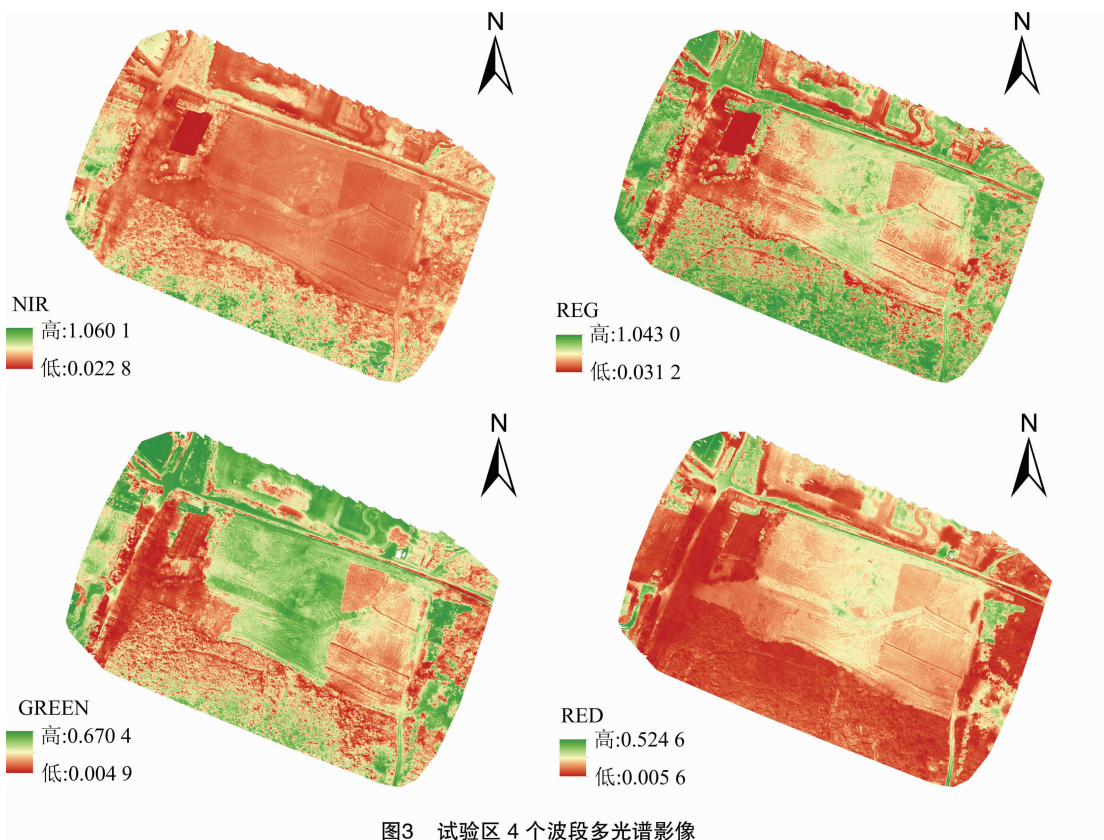 N
N
NIR
高:1.060 1
低:0.022 8
REG
高:1.043 0
低:0.031 2
N
N
GREEN
高:0.670 4
低:0.004 9
RED
高:0.524 6
低:0.005 6
图3 试验区 4 个波段多光谱影像